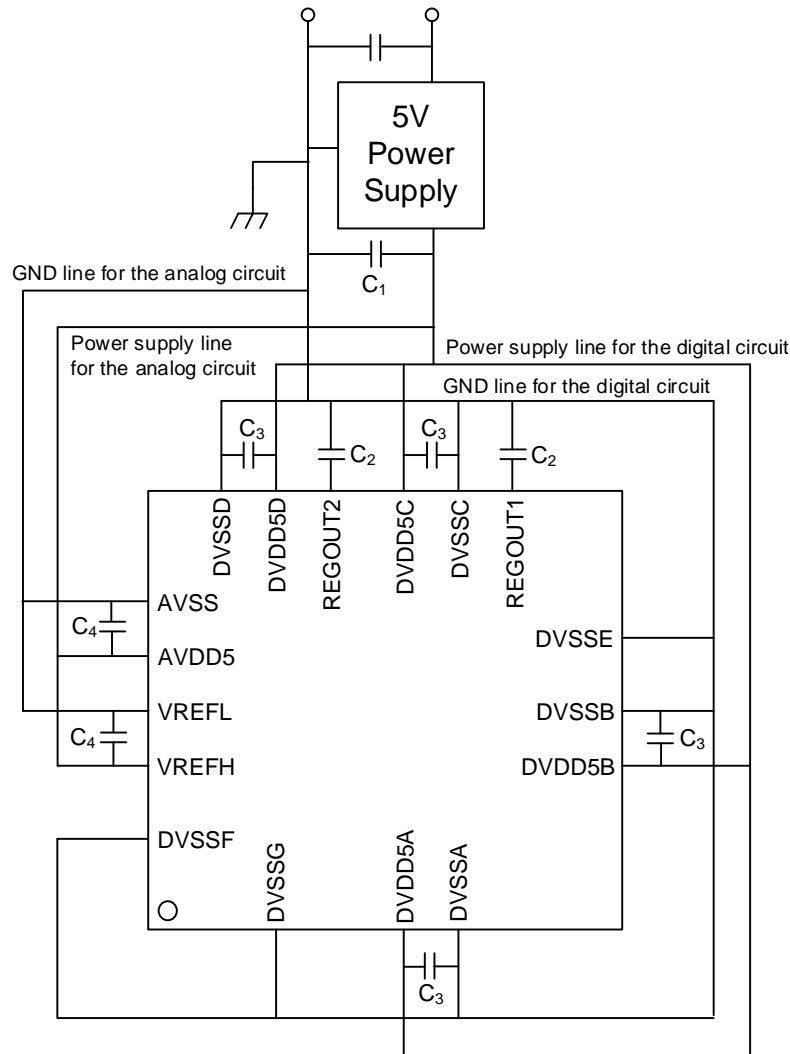 5V
Power
Supply
C1
GND line for the analog circuit
Power supply line
for the analog circuit
Power supply line for the digital circuit
GND line for the digital circuit
C3
C2
C3
C2
DVSSD
DVDD5D
REGOUT2
DVDD5C
DVSSC
REGOUT1
AVSS
C4
AVDD5
DVSSE
VREFL
DVSSB
C4
C3
VREFH
DVDD5B
DVSSF
DVSSG
DVDD5A
DVSSA
C3